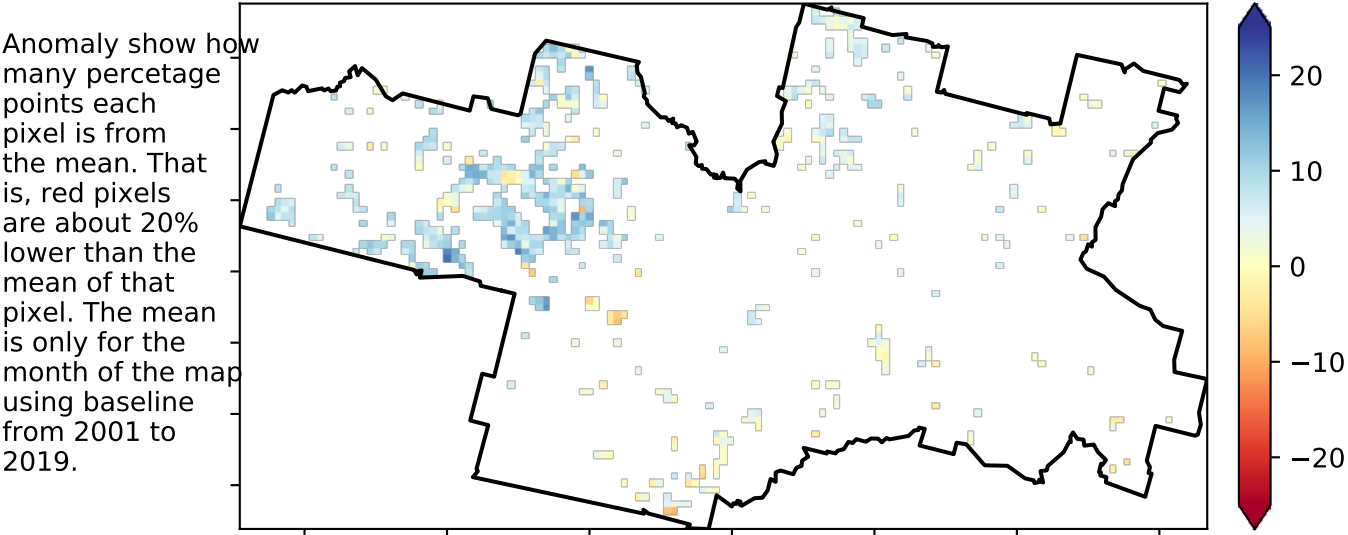 Anomaly show how
many percetage
points each
pixel is from
the mean. That
is, red pixels
are about 20%
lower than the
mean of that
pixel. The mean
is only for the
month of the map
using baseline
from 2001 to
2019.
20
10
0
−10
−20